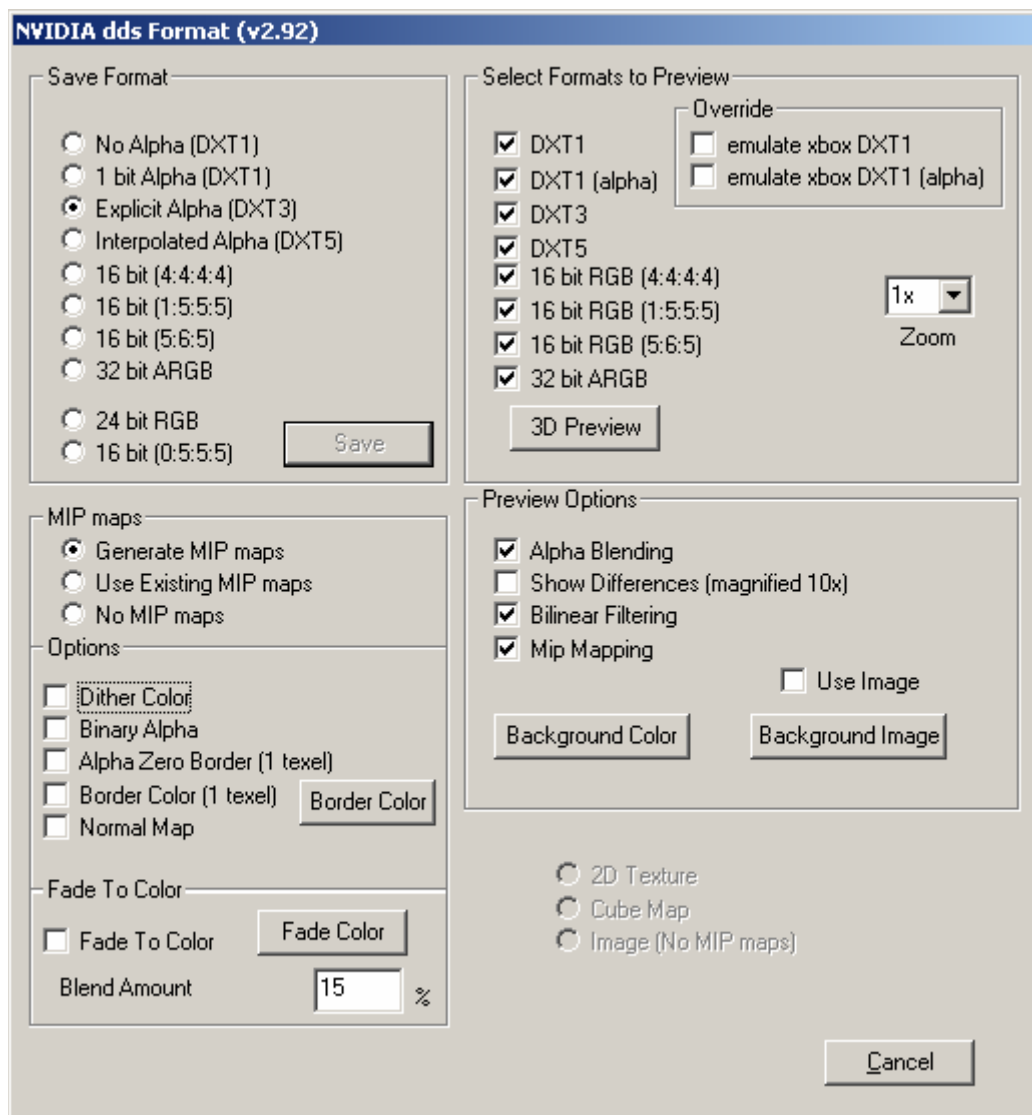 NVIDIA dds Format (v2.92)
Save Format
No Alpha (DXT1)
1 bit Alpha (DXT1)
Explicit Alpha (DXT3)
Interpolated Alpha (DXT5)
16 bit (4:4:4:4)
16 bit (1:5:5:5)
16 bit (5:6:5)
32 bit ARGB
24 bit RGB
16 bit (0:5:5:5)
Save
Select Formats to Preview
Override
emulate xbox DXT1
emulate xbox DXT1 (alpha)
DXT1
DXT1 (alpha)
DXT3
DXT5
16 bit RGB (4:4:4:4)
16 bit RGB (1:5:5:5)
16 bit RGB (5:6:5)
32 bit ARGB
1x
Zoom
3D Preview
MIP maps
Generate MIP maps
Use Existing MIP maps
No MIP maps
Options
Dither Color
Binary Alpha
Alpha Zero Border (1 texel)
Border Color (1 texel)
Border Color
Normal Map
Fade To Color
Fade To Color
Fade Color
Blend Amount
15
%
Preview Options
Alpha Blending
Show Differences (magnified 10x)
Bilinear Filtering
Mip Mapping
Use Image
Background Color
Background Image
2D Texture
Cube Map
Image (No MIP maps)
Cancel